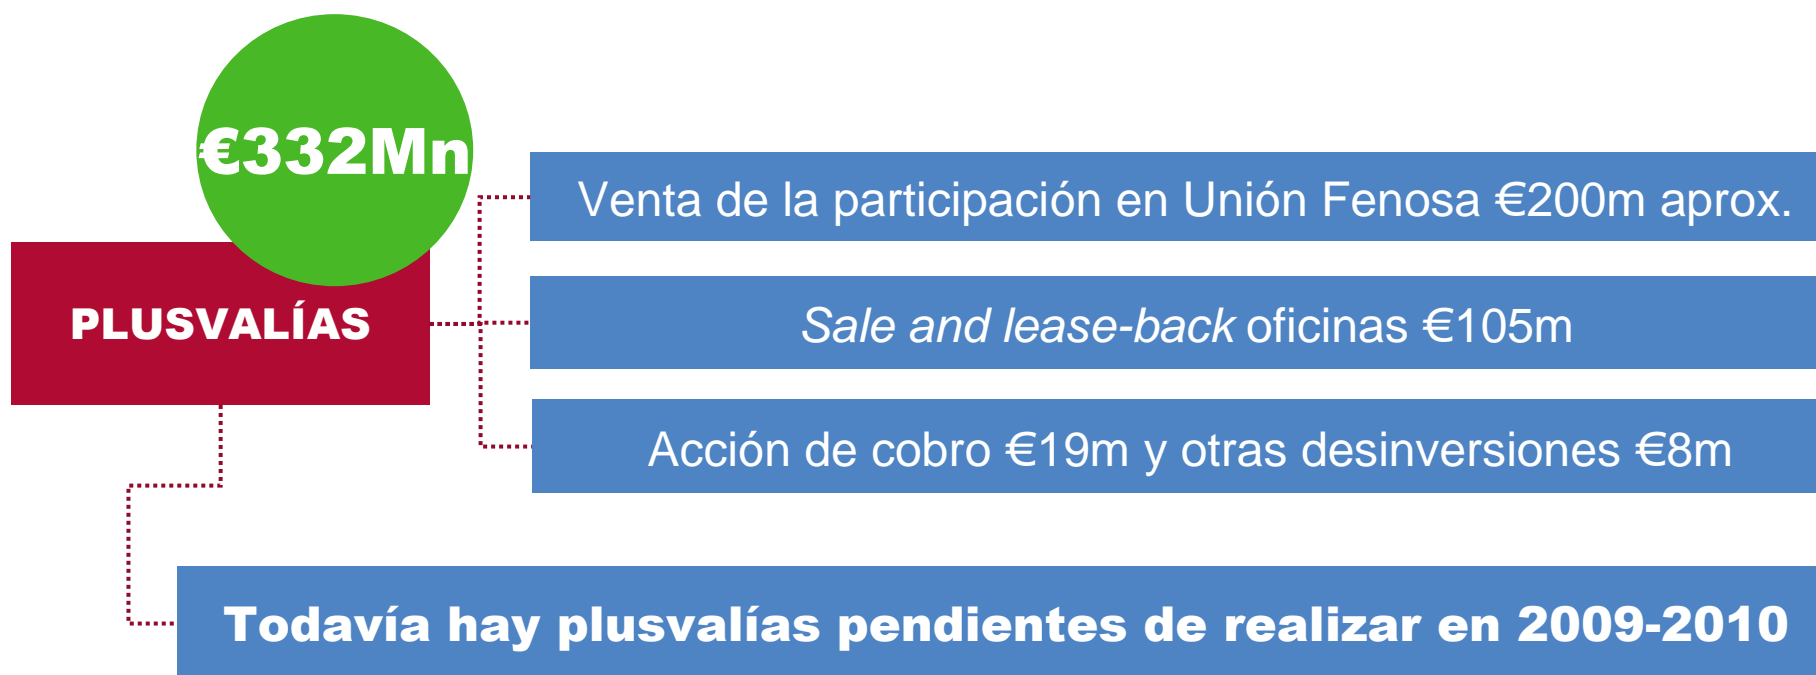 €332Mn
PLUSVALÍAS
Venta de la participación en Unión Fenosa €200m aprox.
Sale and lease-back oficinas €105m
Acción de cobro €19m y otras desinversiones €8m
Todavía hay plusvalías pendientes de realizar en 2009-2010